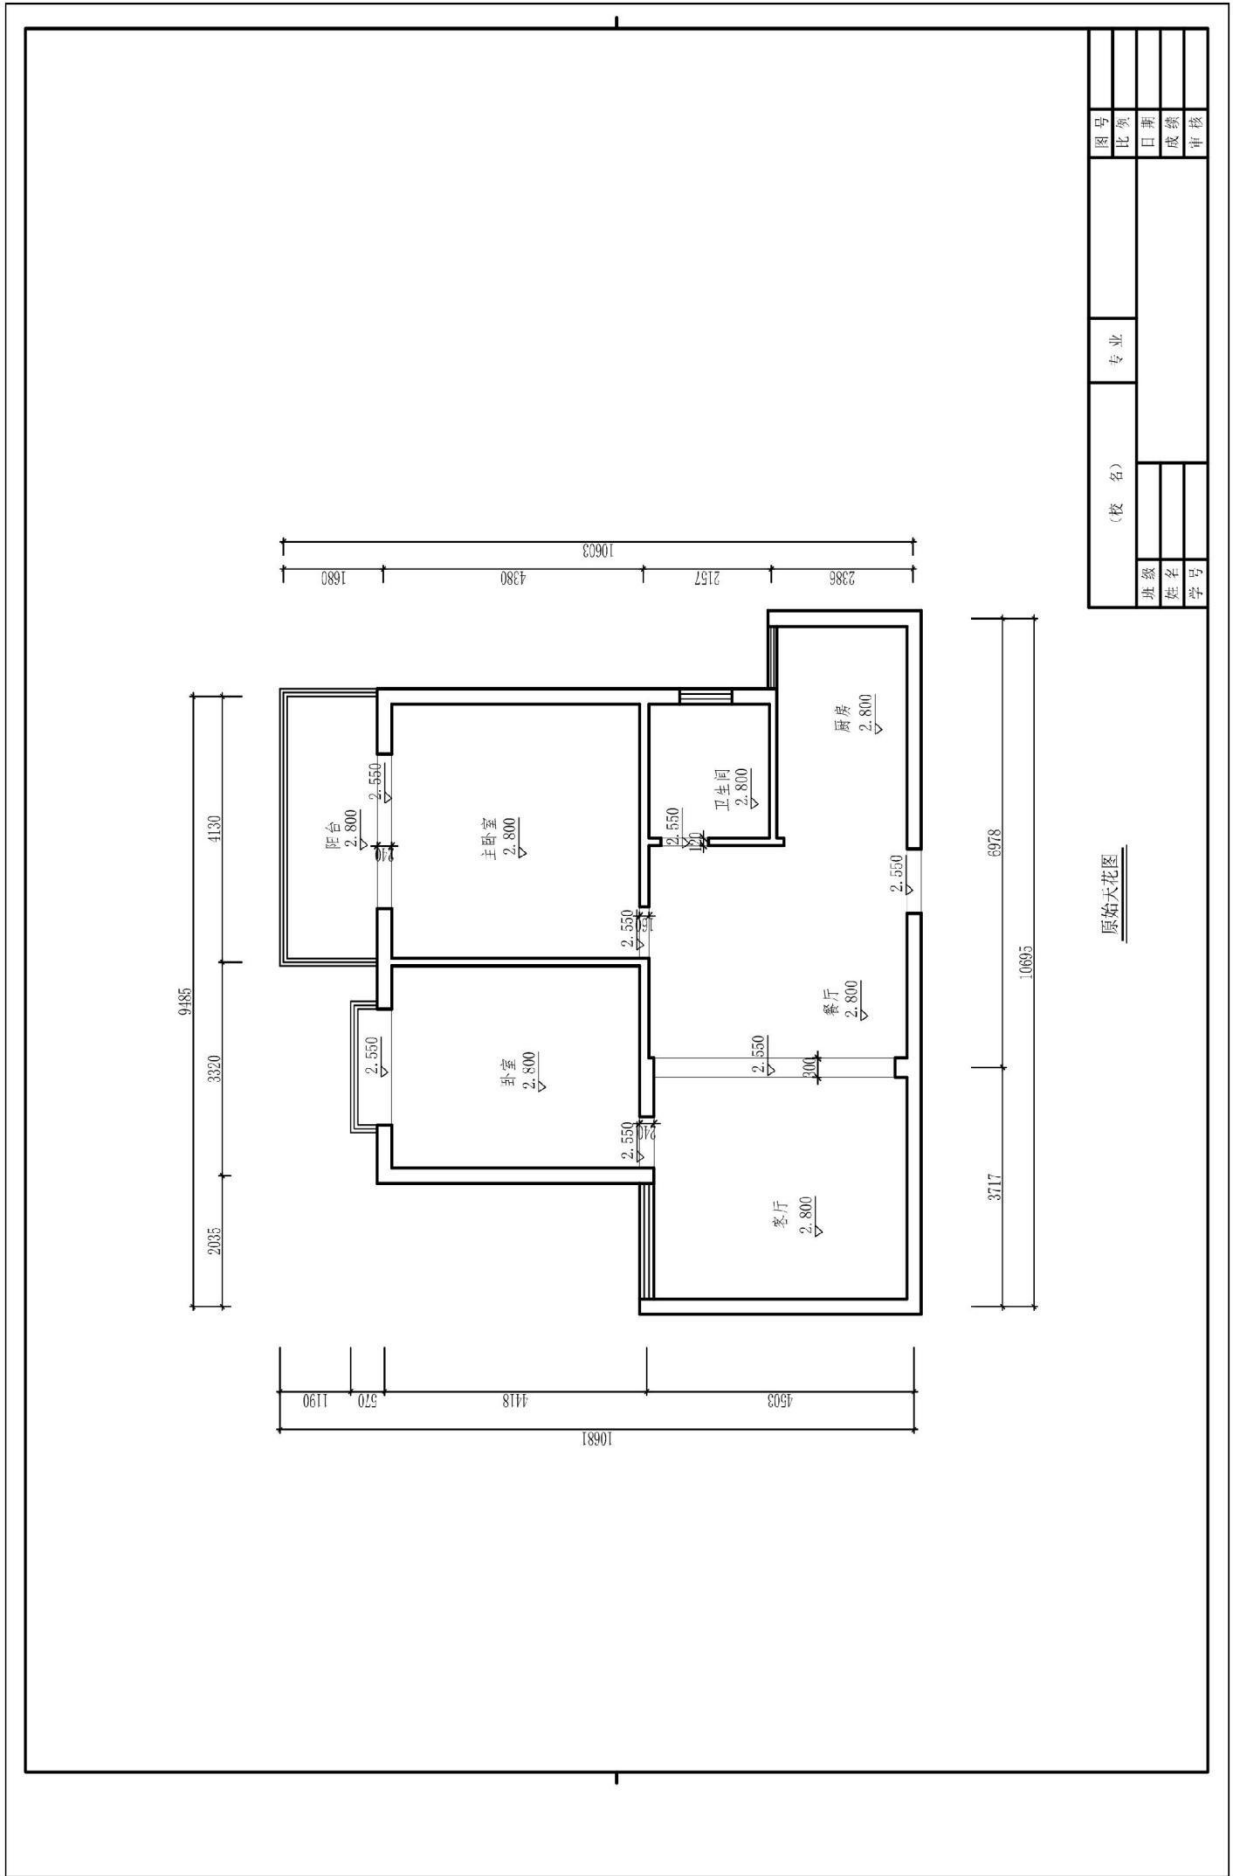 9485
2035
3320
4130
10603
1680
4380
2157
2386
阳台
2.800
2.550
240
主卧室
2.800
2.550
卧室
2.800
2.550
卫生间
2.800
2.550
120
厨房
2.800
2.550
240
2.550
300
餐厅
2.800
2.550
客厅
2.800
1190
570
4418
4503
10681
3717
6978
10695
原始天花图
(校 名)
专业
图号
比例
日期
成绩
审核
班级
姓名
学号